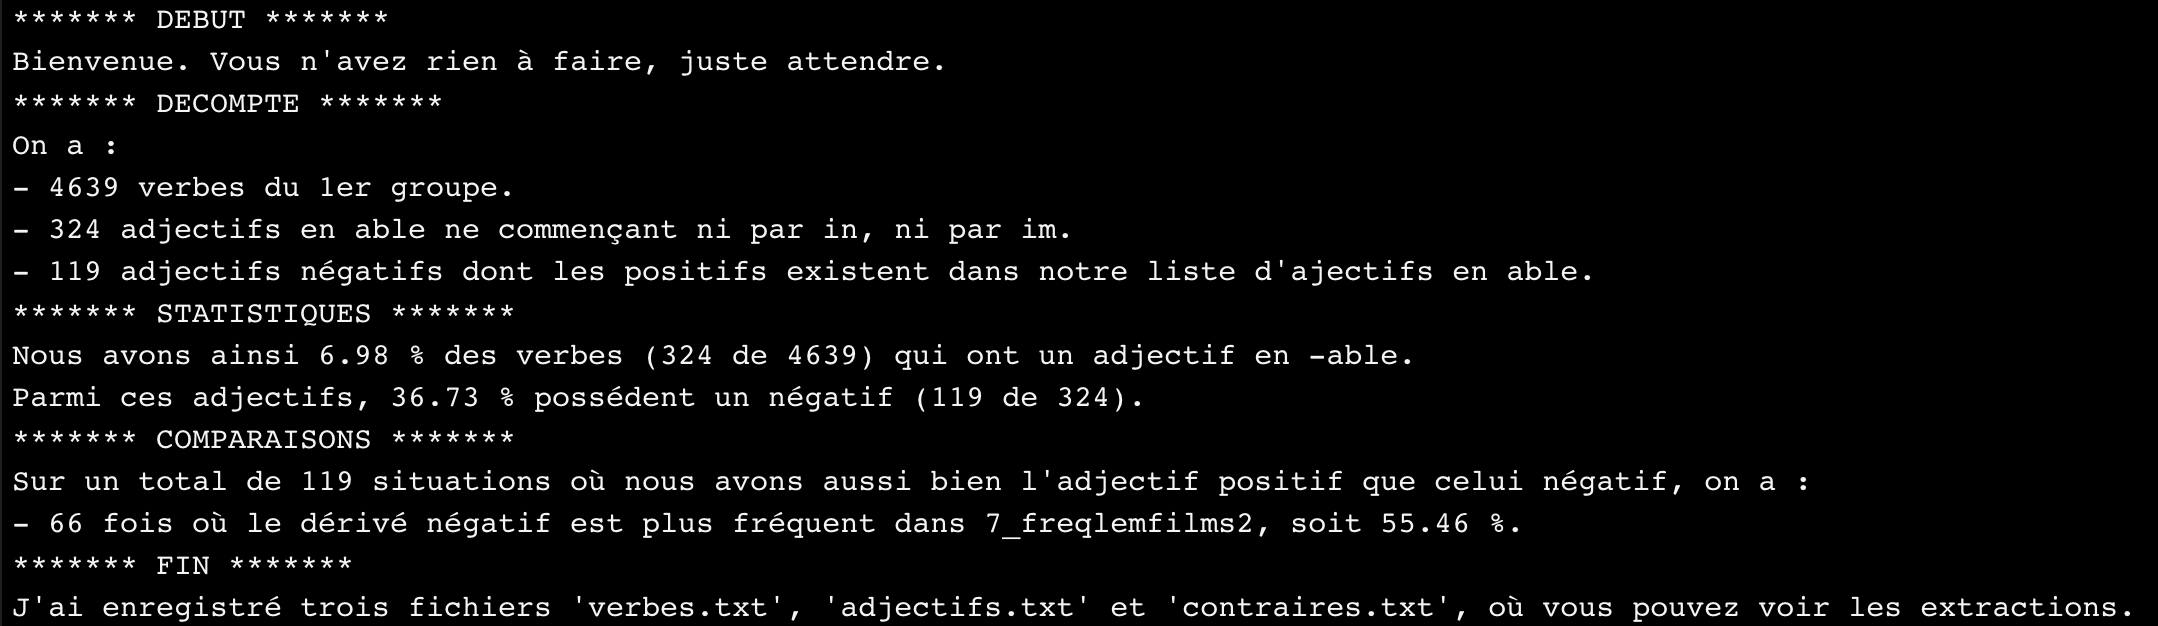 ******* DEBUT *******
Bienvenue. Vous n'avez rien à faire, juste attendre.
******* DECOMPTE *******
On a :
- 4639 verbes du 1er groupe.
- 324 adjectifs en able ne commençant ni par in, ni par im.
- 119 adjectifs négatifs dont les positifs existent dans notre liste d'ajectifs en able.
******* STATISTIQUES *******
Nous avons ainsi 6.98 % des verbes (324 de 4639) qui ont un adjectif en -able.
Parmi ces adjectifs, 36.73 % possédent un négatif (119 de 324).
******* COMPARAISONS *******
Sur un total de 119 situations où nous avons aussi bien l'adjectif positif que celui négatif, on a :
- 66 fois où le dérivé négatif est plus fréquent dans 7_freqlemfilms2, soit 55.46 %.
******* FIN *******
J'ai enregistré trois fichiers 'verbes.txt', 'adjectifs.txt' et 'contraires.txt', où vous pouvez voir les extractions.